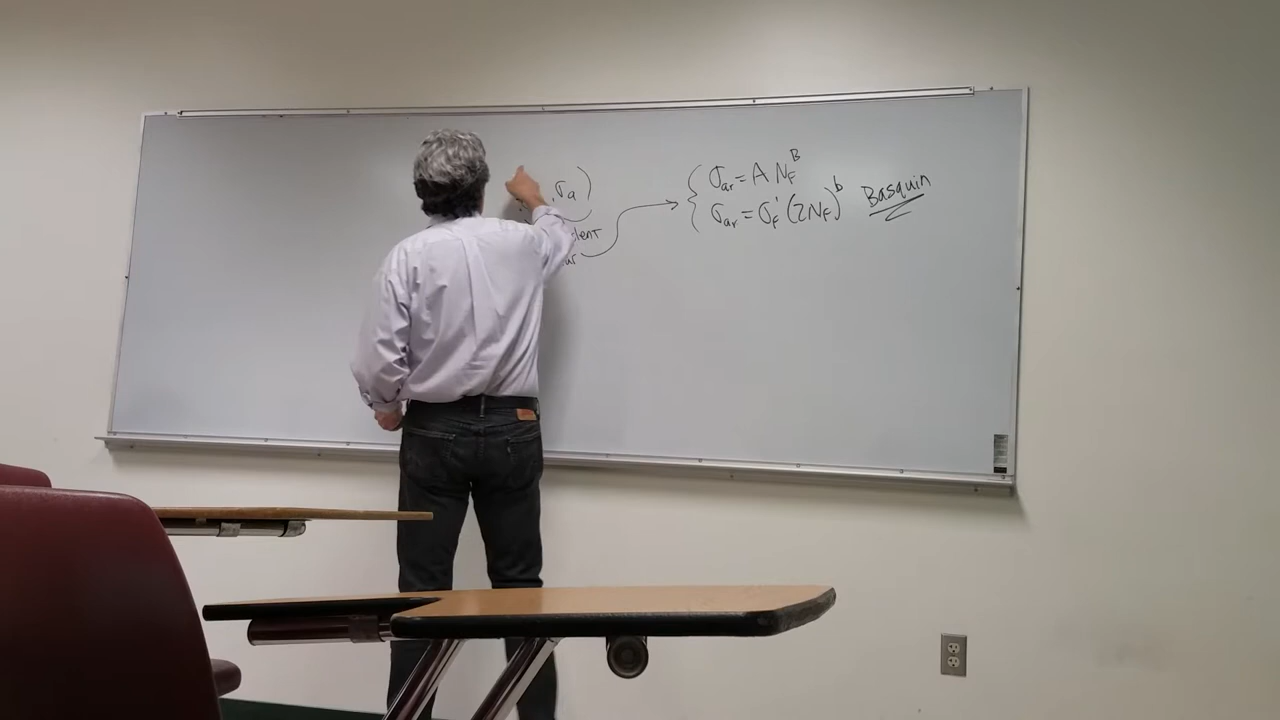 σa)
σar = A Nf^B
σar = σf' (2Nf)^b Basquin